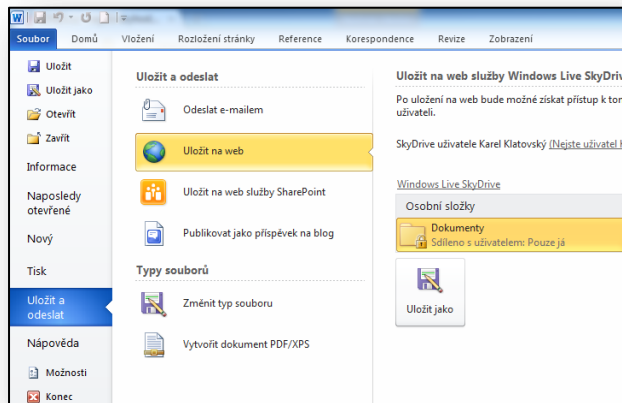 Soubor Domů Vložení Rozložení stránky Reference Korespondence Revize Zobrazení
Uložit
Uložit jako
Otevřít
Zavřít
Informace
Naposledy
otevřené
Nový
Tisk
Uložit a
odeslat
Nápověda
Možnosti
Konec
Uložit a odeslat
Odeslat e-mailem
Uložit na web
Uložit na web služby SharePoint
Publikovat jako příspěvek na blog
Typy souborů
Změnit typ souboru
Vytvořit dokument PDF/XPS
Uložit na web služby Windows Live SkyDriv
Po uložení na web bude možné získat přístup k tom
uživateli.
SkyDrive uživatele Karel Klatovský (Nejste uživatel K
Windows Live SkyDrive
Osobní složky
Dokumenty
Sdíleno s uživatelem: Pouze já
Uložit jako